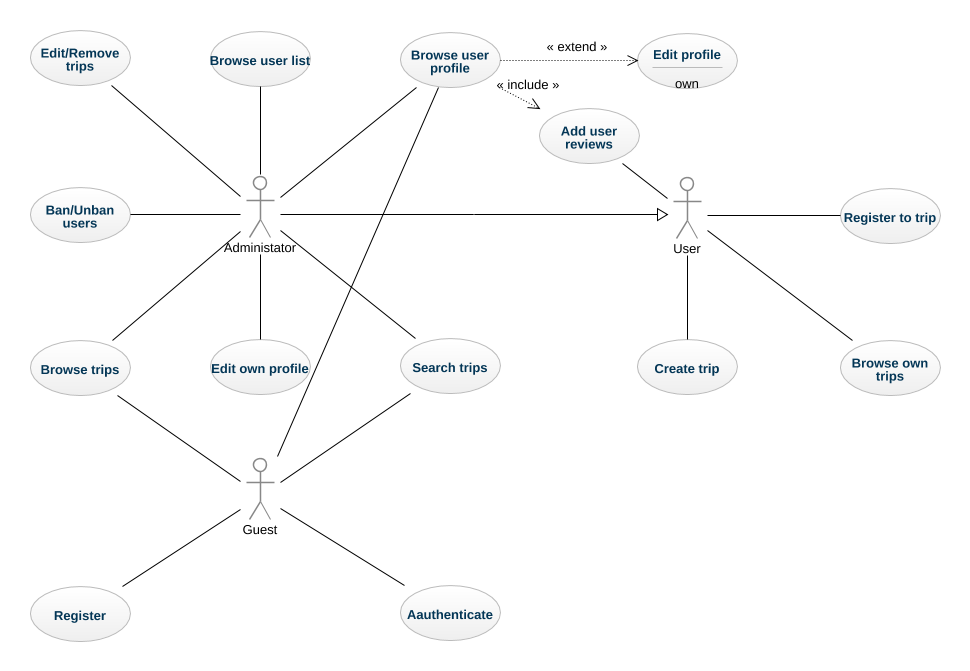 Edit/Remove
trips
Browse user list
Browse user
profile
« extend »
Edit profile
own
« include »
Add user
reviews
Ban/Unban
users
Administator
User
Register to trip
Browse trips
Edit own profile
Search trips
Create trip
Browse own
trips
Guest
Register
Aauthenticate